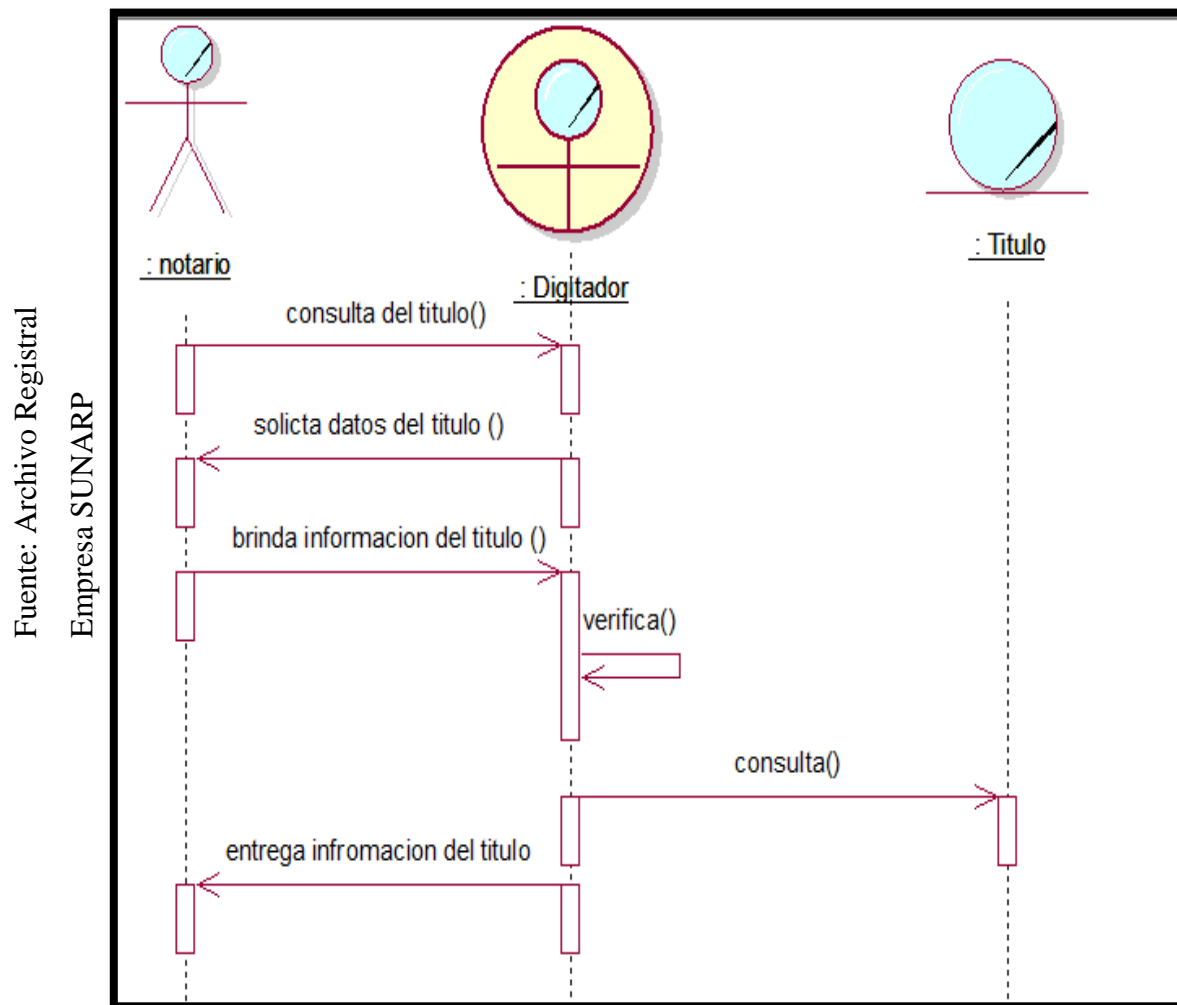 Fuente: Archivo Registral
Empresa SUNARP
: notario
: Digitador
: Titulo
consulta del titulo()
solicta datos del titulo ()
brinda informacion del titulo ()
verifica()
consulta()
entrega infromacion del titulo